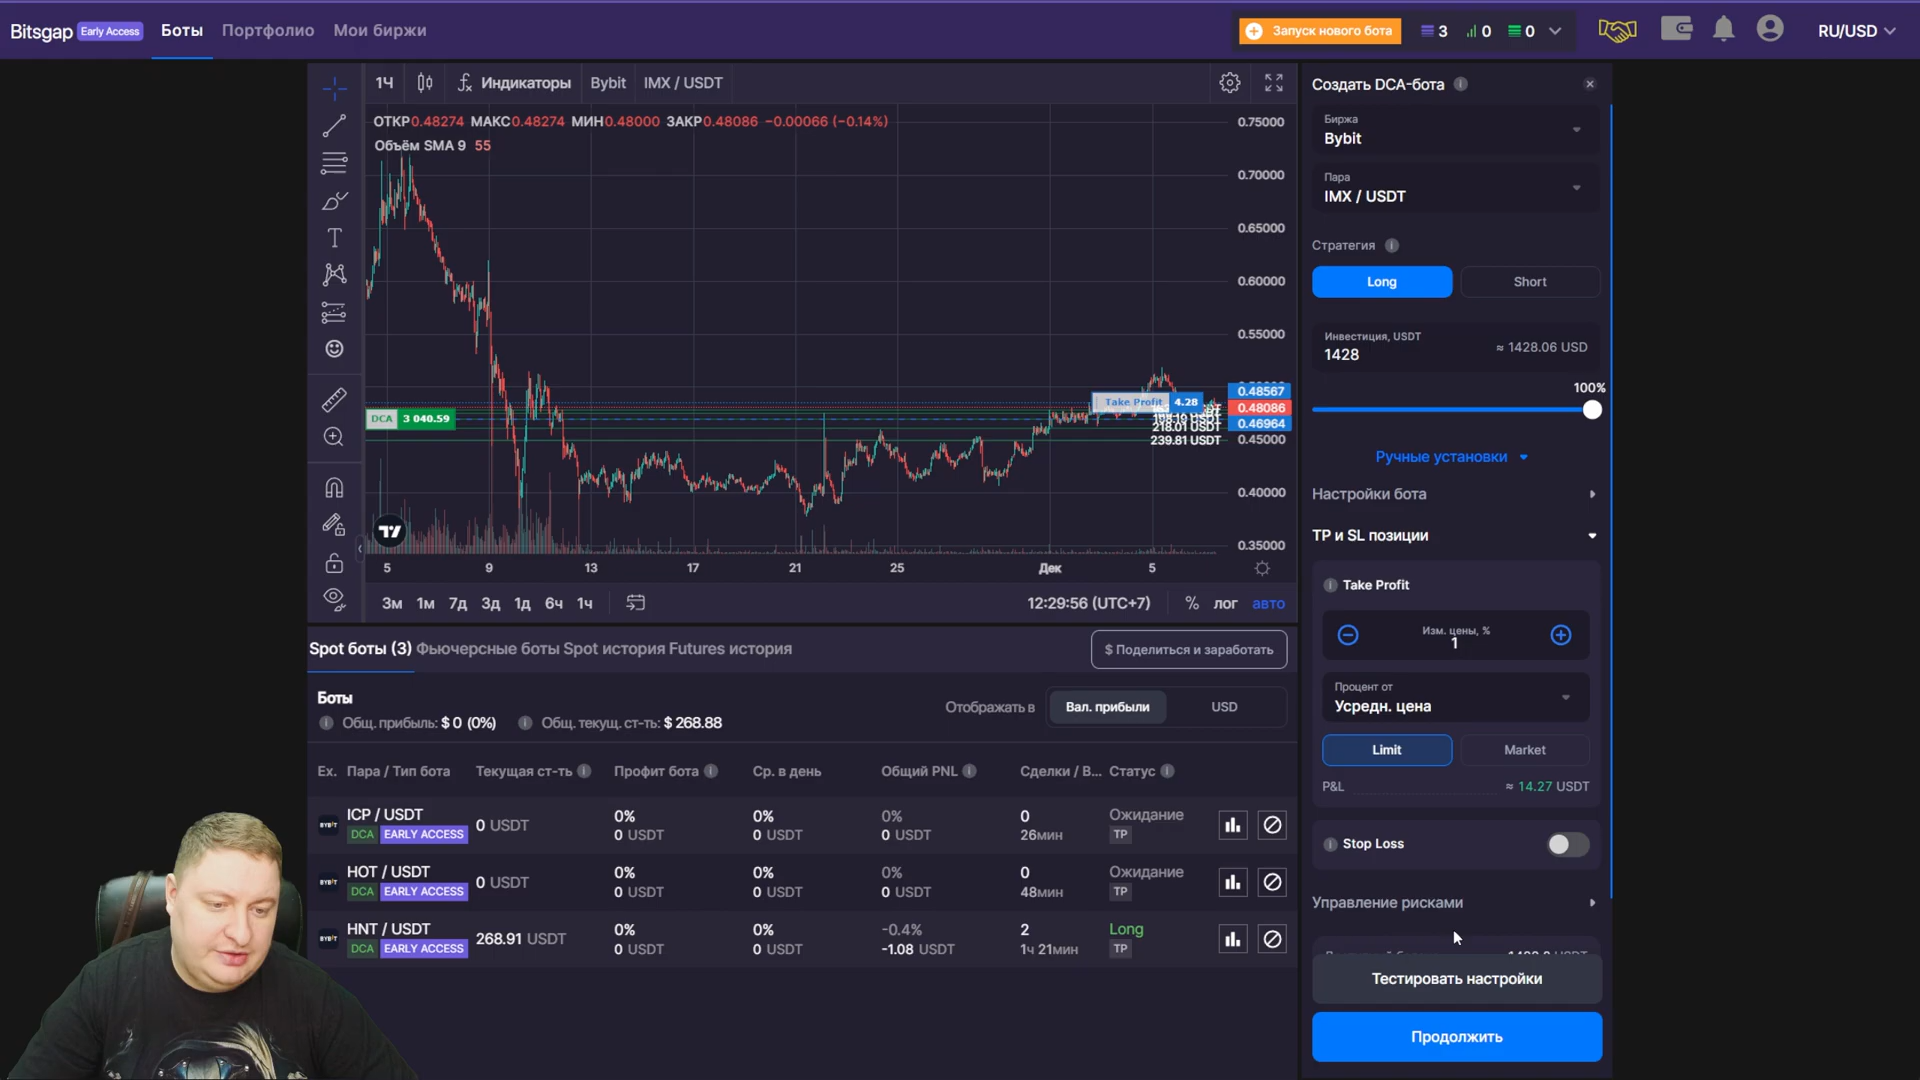 Bitsgap Early Access Боты Портфолио Мои биржи Запуск нового бота 3 0 0 RU/USD
1Ч Индикаторы Bybit IMX / USDT
ОТКР0.48274 МАКС0.48274 МИН0.48000 ЗАКР0.48086 −0.00066 (−0.14%)
Объём SMA 9 55
0.75000
0.70000
0.65000
0.60000
0.55000
0.48567
Take Profit 4.28
0.48086
DCA 3 040.59
0.46964
218.01 USDT
239.81 USDT
0.45000
0.40000
0.35000
5 9 13 17 21 25 Дек 5
3м 1м 7д 3д 1д 6ч 1ч 12:29:56 (UTC+7) % лог авто
Spot боты (3) Фьючерсные боты Spot история Futures история $ Поделиться и заработать
Боты
Общ. прибыль: $ 0 (0%) Общ. текущ. ст-ть: $ 268.88 Отображать в Вал. прибыли USD
Ex. Пара / Тип бота Текущая ст-ть Профит бота Ср. в день Общий PNL Сделки / В... Статус
ICP / USDT 0% 0% 0% 0 Ожидание
BYBIT DCA EARLY ACCESS 0 USDT 0 USDT 0 USDT 0 USDT 26мин TP
HOT / USDT 0% 0% 0% 0 Ожидание
BYBIT DCA EARLY ACCESS 0 USDT 0 USDT 0 USDT 0 USDT 48мин TP
HNT / USDT 0% 0% -0.4% 2 Long
BYBIT DCA EARLY ACCESS 268.91 USDT 0 USDT 0 USDT -1.08 USDT 1ч 21мин TP
Создать DCA-бота
Биржа
Bybit
Пара
IMX / USDT
Стратегия
Long Short
Инвестиция, USDT
1428 ≈ 1428.06 USD
100%
Ручные установки
Настройки бота
TP и SL позиции
Take Profit
Изм. цены, %
1
Процент от
Усредн. цена
Limit Market
P&L ≈ 14.27 USDT
Stop Loss
Управление рисками
Тестировать настройки
Продолжить